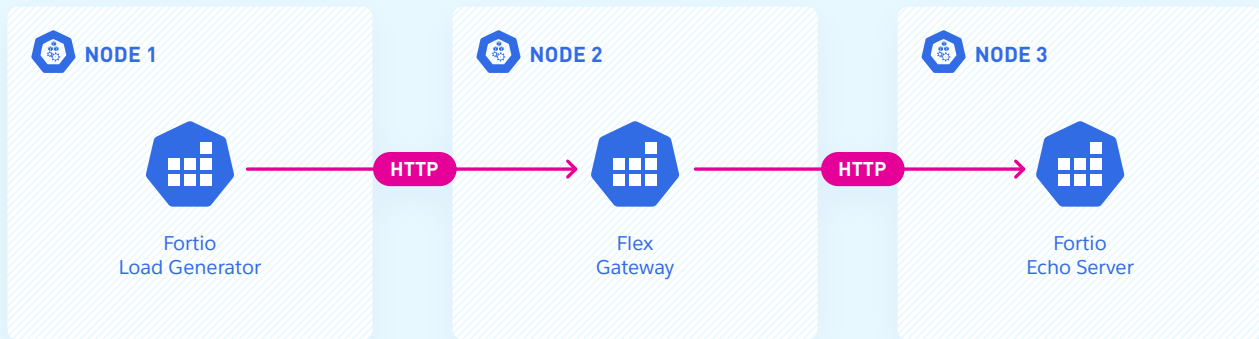 NODE 1
NODE 2
NODE 3
HTTP
HTTP
Fortio
Load Generator
Flex
Gateway
Fortio
Echo Server